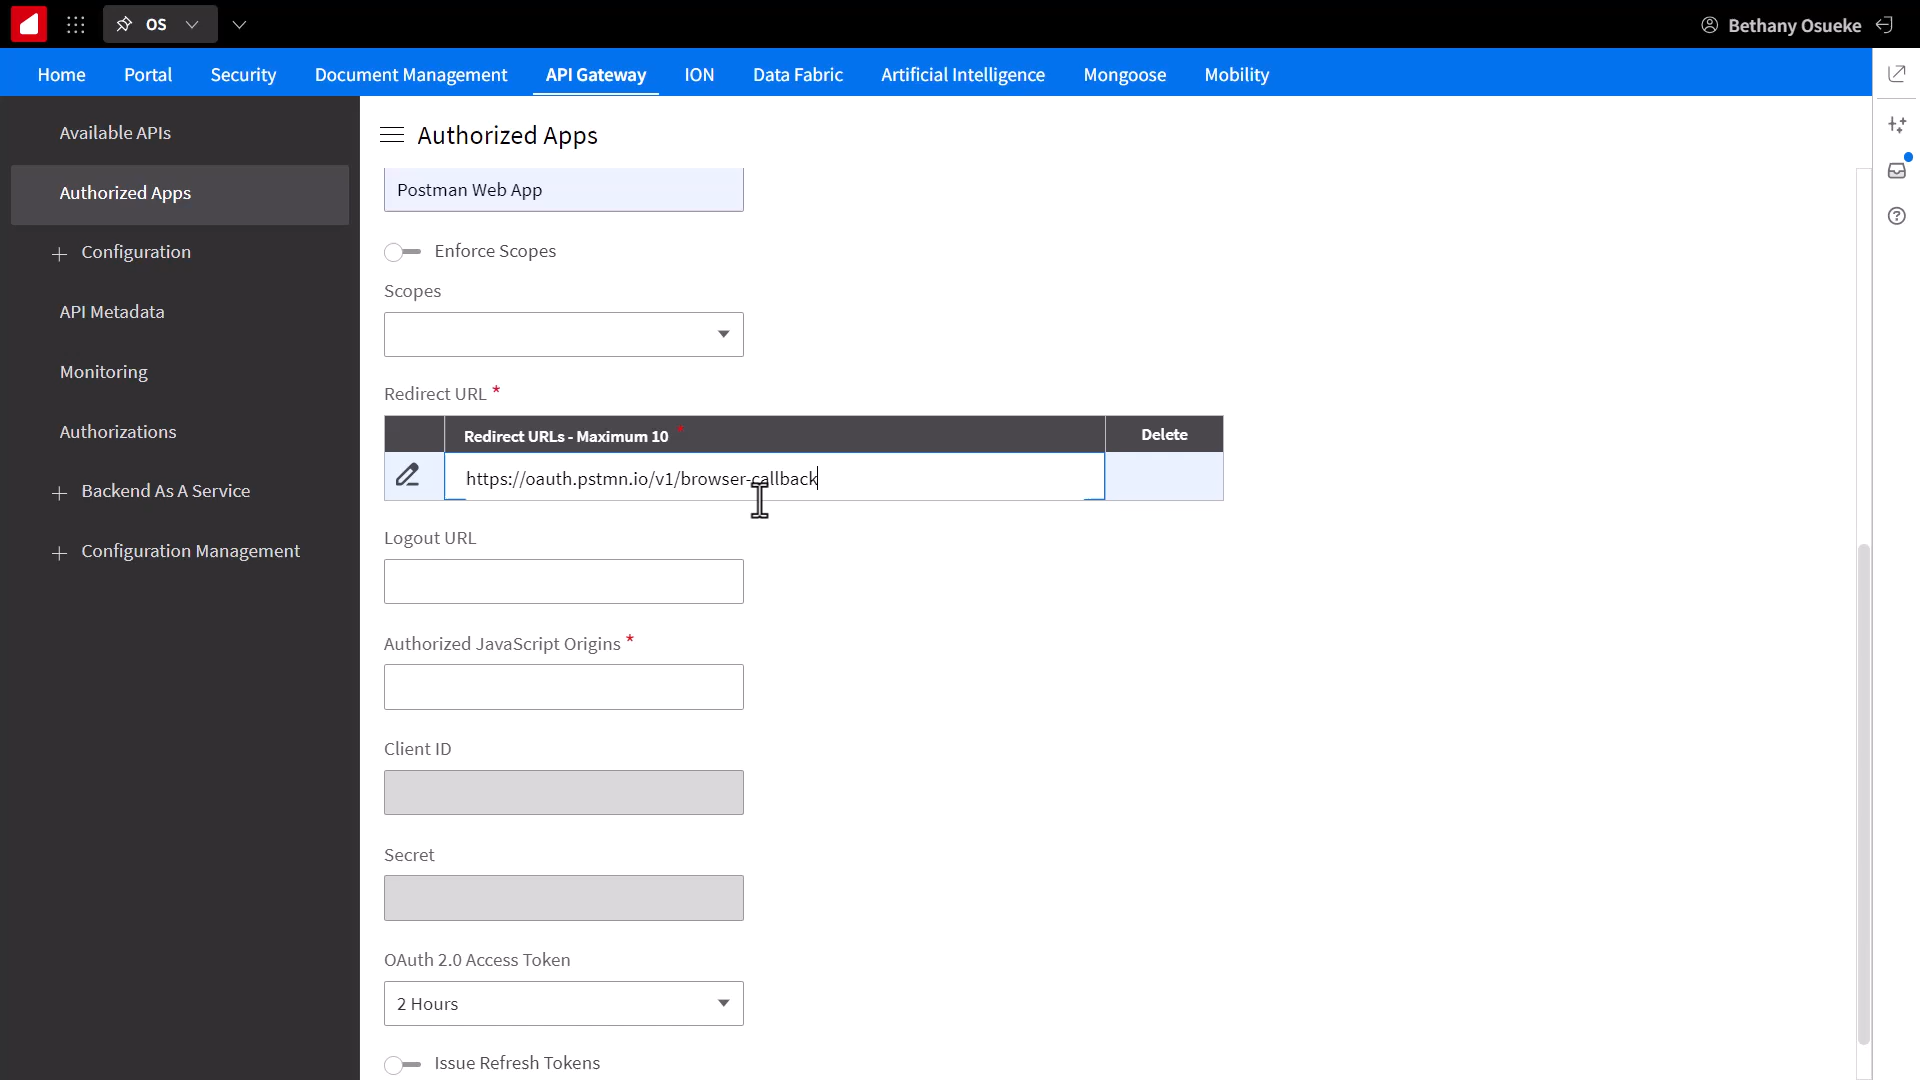 OS
Bethany Osueke
Home Portal Security Document Management API Gateway ION Data Fabric Artificial Intelligence Mongoose Mobility
Available APIs
Authorized Apps
Configuration
API Metadata
Monitoring
Authorizations
Backend As A Service
Configuration Management
Authorized Apps
Postman Web App
Enforce Scopes
Scopes
Redirect URL *
Redirect URLs - Maximum 10 * Delete
https://oauth.pstmn.io/v1/browser-callback
Logout URL
Authorized JavaScript Origins *
Client ID
Secret
OAuth 2.0 Access Token
2 Hours
Issue Refresh Tokens